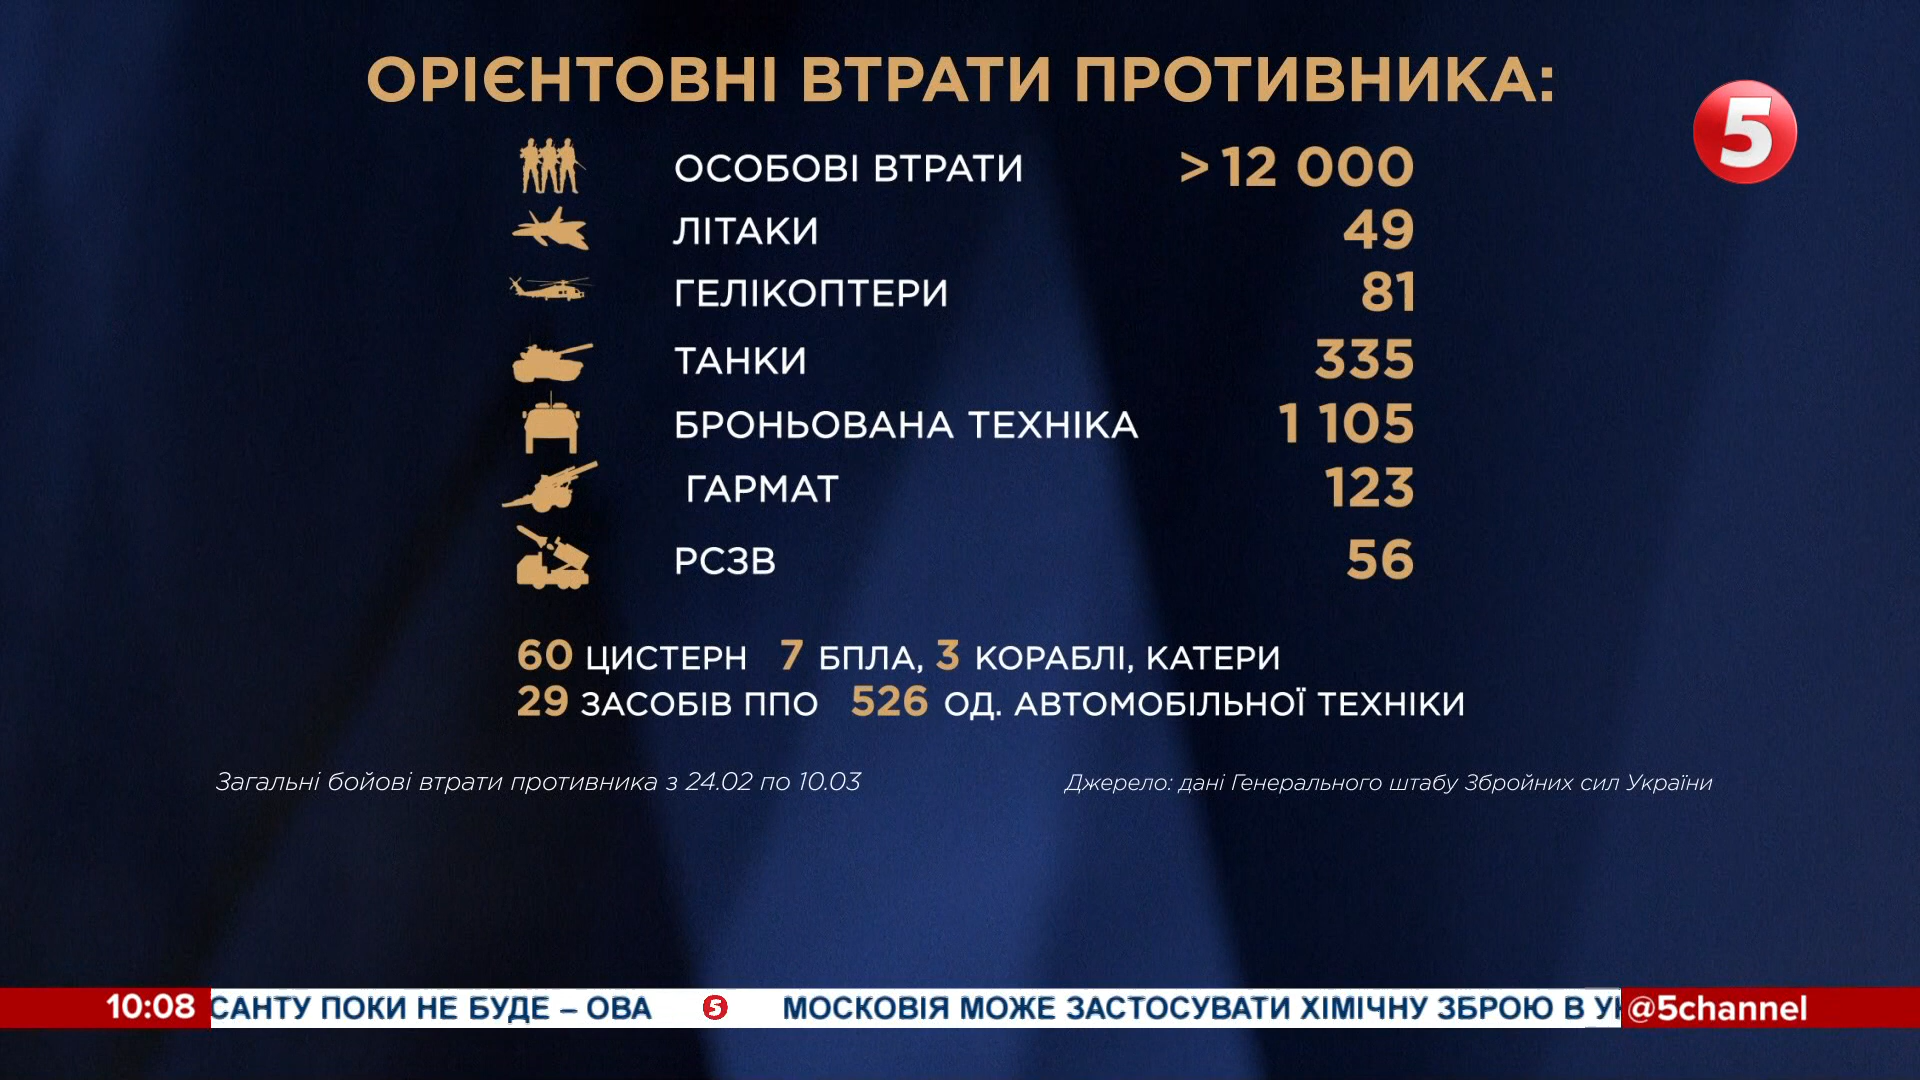 ОРІЄНТОВНІ ВТРАТИ ПРОТИВНИКА:
5
ОСОБОВІ ВТРАТИ > 12 000
ЛІТАКИ 49
ГЕЛІКОПТЕРИ 81
ТАНКИ 335
БРОНЬОВАНА ТЕХНІКА 1 105
ГАРМАТ 123
РСЗВ 56
60 ЦИСТЕРН 7 БПЛА, 3 КОРАБЛІ, КАТЕРИ
29 ЗАСОБІВ ППО 526 ОД. АВТОМОБІЛЬНОЇ ТЕХНІКИ
Загальні бойові втрати противника з 24.02 по 10.03
Джерело: дані Генерального штабу Збройних сил України
10:08 САНТУ ПОКИ НЕ БУДЕ – ОВА 5 МОСКОВІЯ МОЖЕ ЗАСТОСУВАТИ ХІМІЧНУ ЗБРОЮ В @5channel